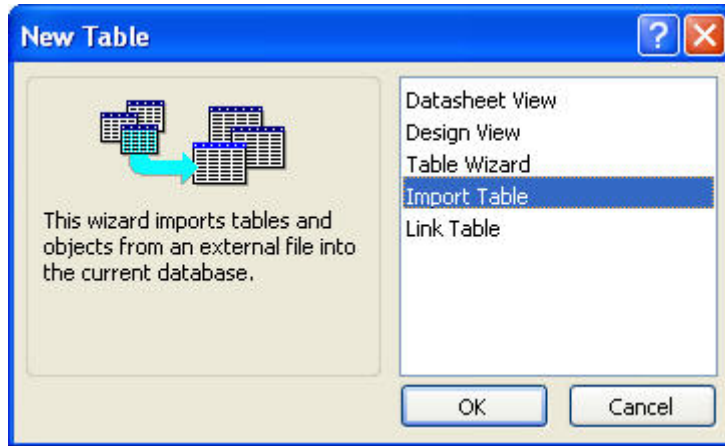 New Table
This wizard imports tables and
objects from an external file into
the current database.
Datasheet View
Design View
Table Wizard
Import Table
Link Table
OK
Cancel